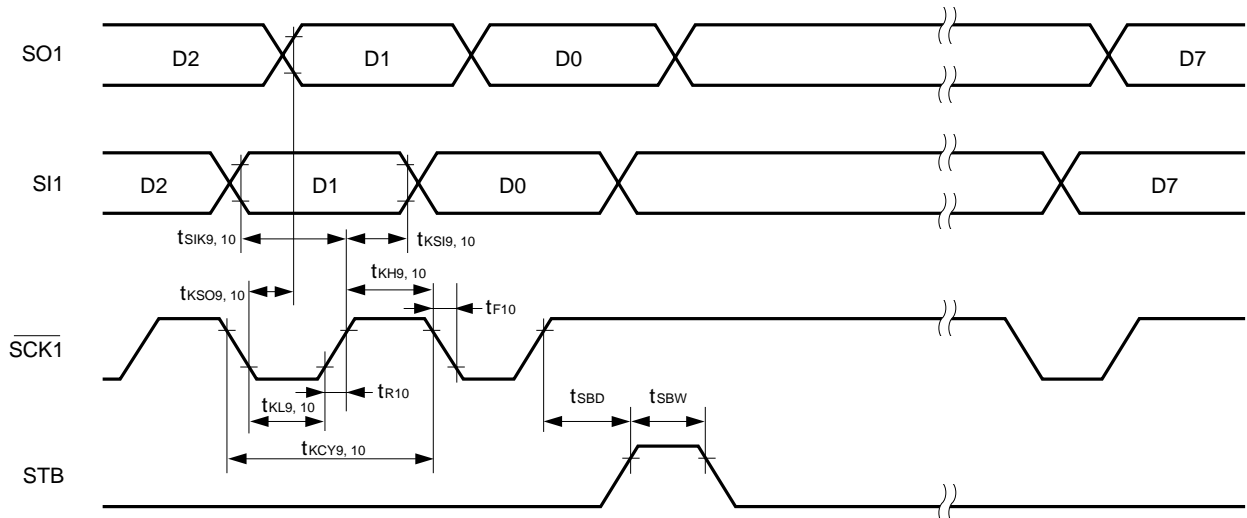 SO1
D2
D1
D0
D7
SI1
D2
D1
D0
D7
tSIK9, 10
tKSI9, 10
tKH9, 10
tKSO9, 10
tF10
SCK1
tR10
tKL9, 10
tSBD
tSBW
tKCY9, 10
STB